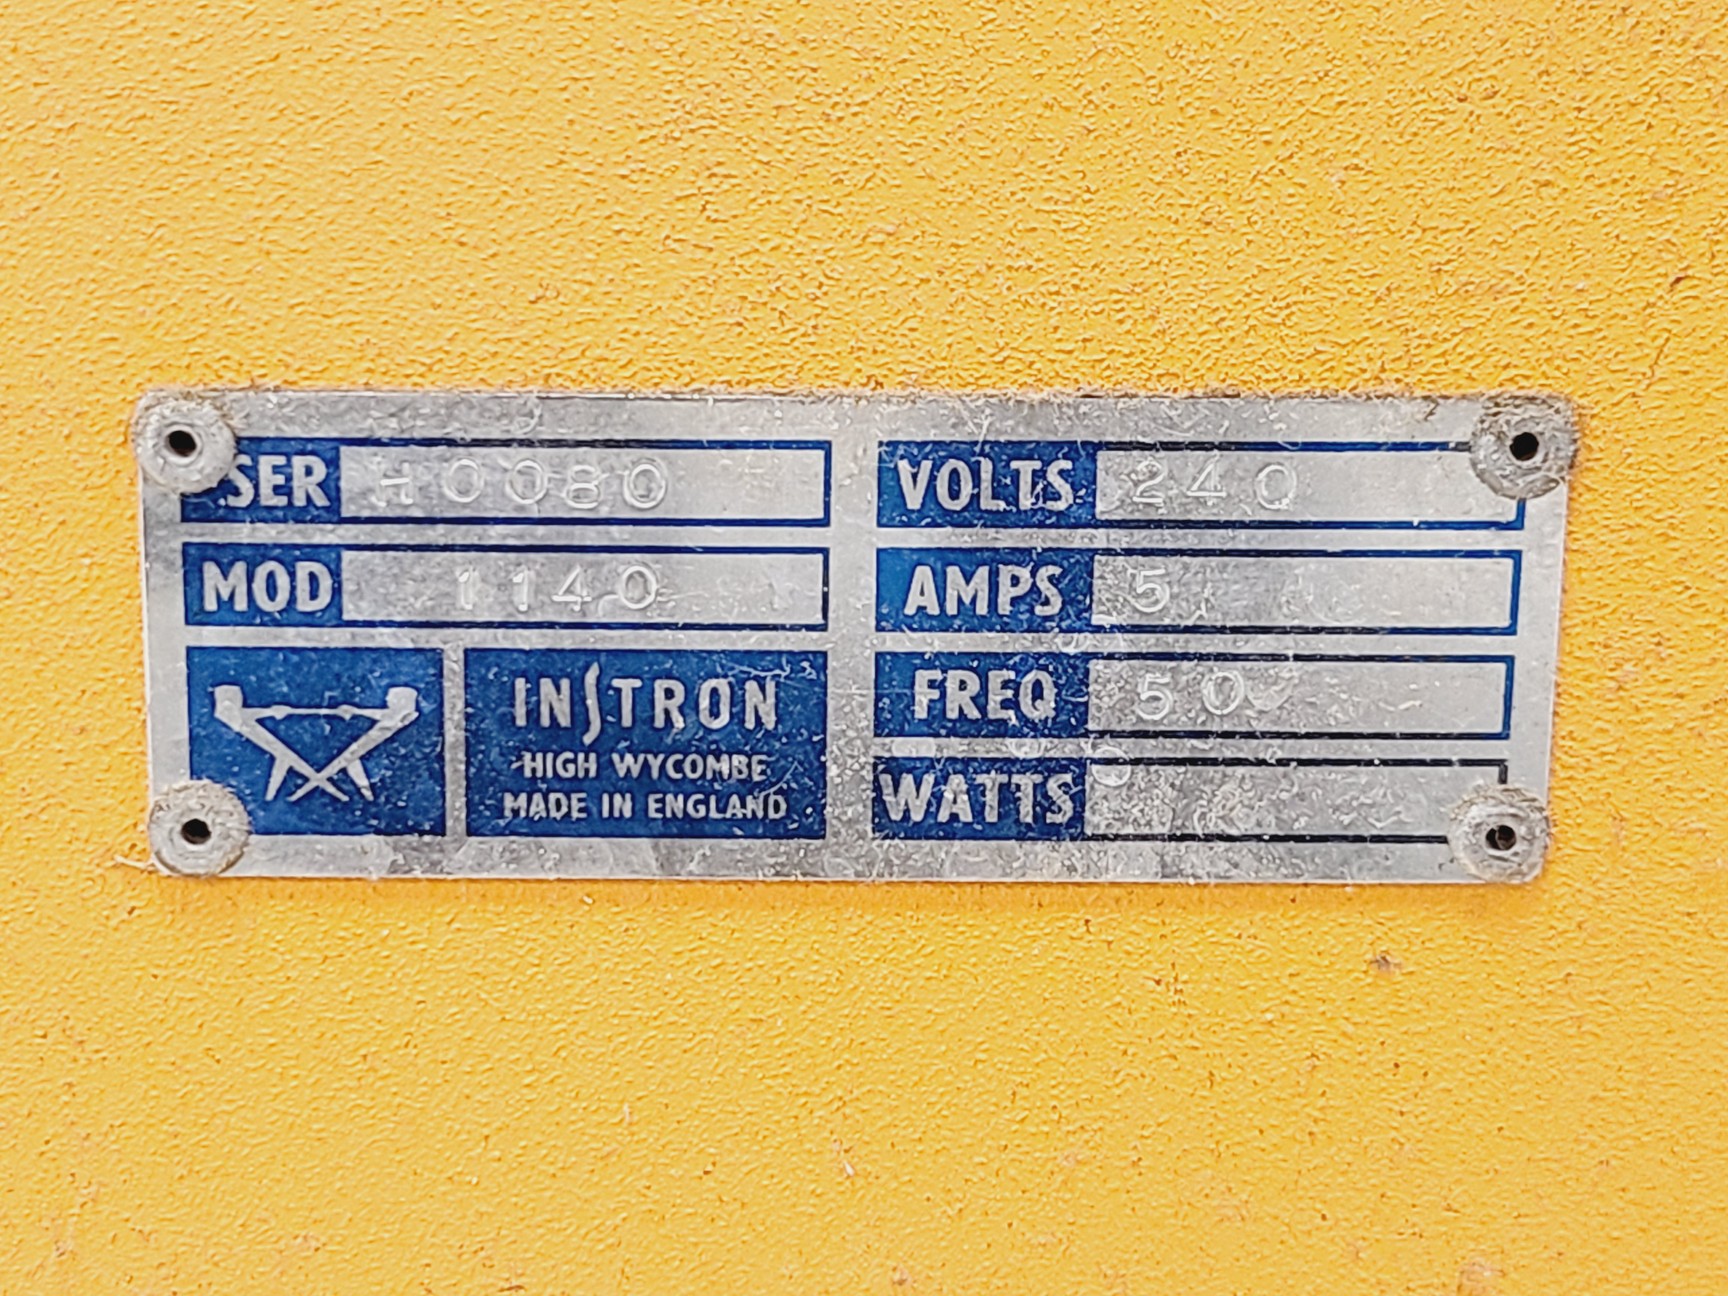 SER H0080
MOD 1140
INSTRON
HIGH WYCOMBE
MADE IN ENGLAND
VOLTS 240
AMPS 5
FREQ 50
WATTS